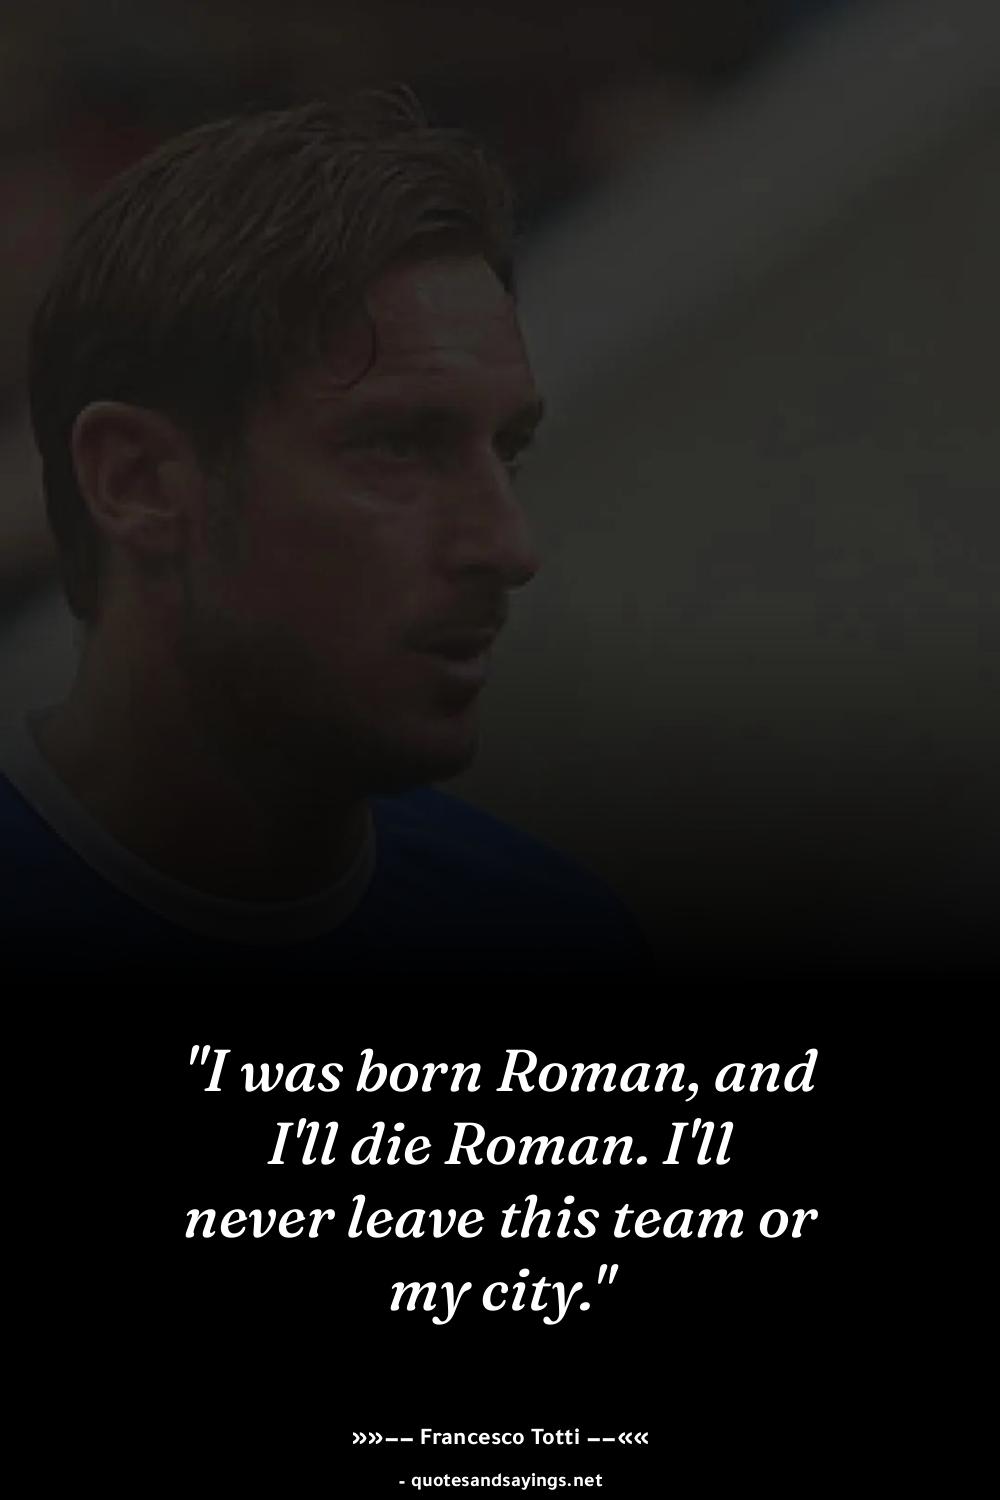 "I was born Roman, and
I'll die Roman. I'll
never leave this team or
my city."
»»-- Francesco Totti --««
- quotesandsayings.net